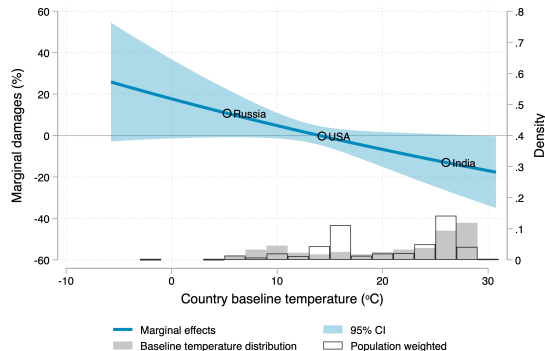 60
40
20
0
-20
-40
-60
Marginal damages (%)
.8
.7
.6
.5
.4
.3
.2
.1
0
Density
Russia
USA
India
-10 0 10 20 30
Country baseline temperature (°C)
Marginal effects 95% CI
Baseline temperature distribution Population weighted